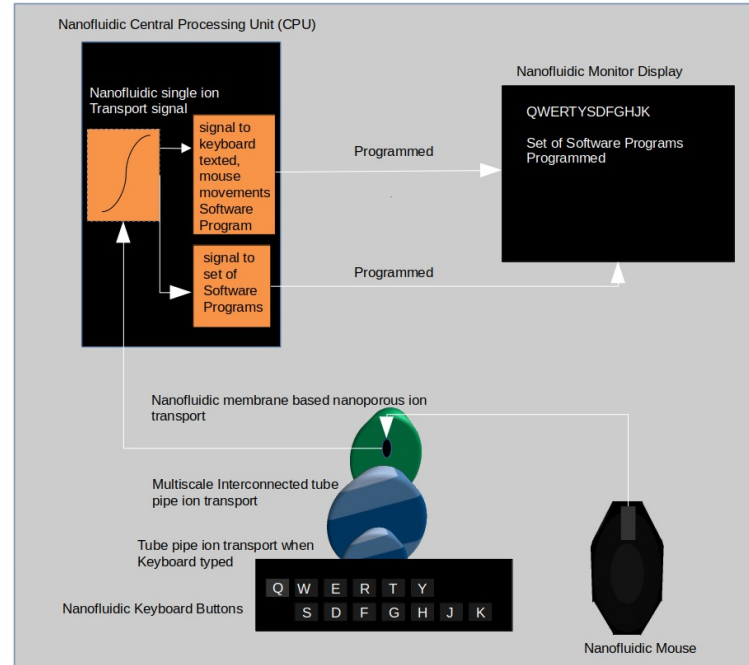 Nanofluidic Central Processing Unit (CPU)
Nanofluidic single ion
Transport signal
signal to
keyboard
texted,
mouse
movements
Software
Program
signal to
set of
Software
Programs
Programmed
Programmed
Nanofluidic Monitor Display
QWERTYSDFGHJK
Set of Software Programs
Programmed
Nanofluidic membrane based nanoporous ion
transport
Multiscale Interconnected tube
pipe ion transport
Tube pipe ion transport when
Keyboard typed
Q W E R T Y
S D F G H J K
Nanofluidic Keyboard Buttons
Nanofluidic Mouse